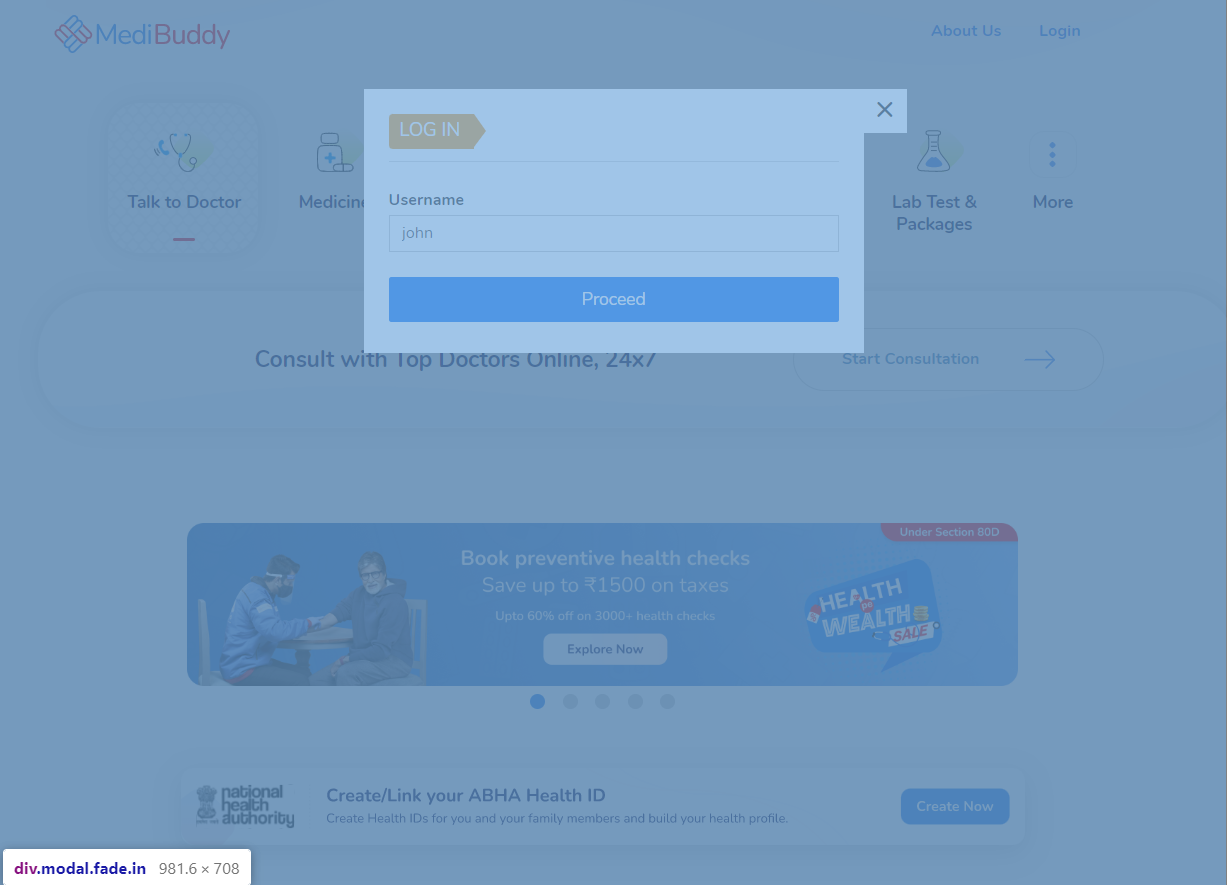 MediBuddy
About Us
Login
LOG IN
Username
john
Proceed
Talk to Doctor
Medicine
Lab Test &
Packages
More
Consult with Top Doctors Online, 24x7
Start Consultation
Under Section 80D
Book preventive health checks
Save up to ₹1500 on taxes
Upto 60% off on 3000+ health checks
Explore Now
HEALTH
WEALTH
SALE
national
health
authority
Create/Link your ABHA Health ID
Create Health IDs for you and your family members and build your health profile.
Create Now
div.modal.fade.in 981.6 × 708